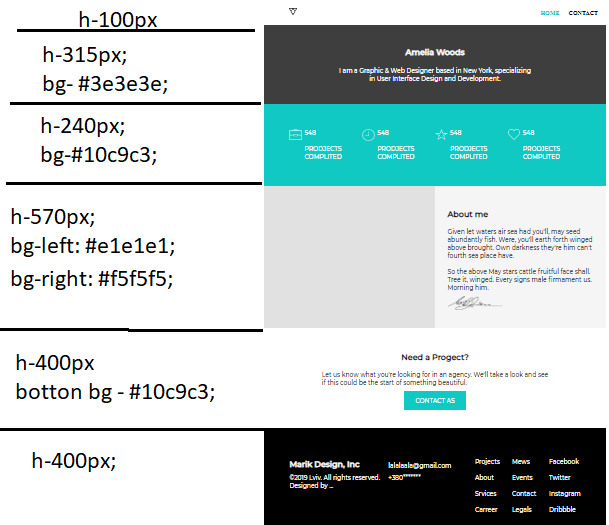 h-100px
h-315px;
bg- #3e3e3e;
h-240px;
bg-#10c9c3;
h-570px;
bg-left: #e1e1e1;
bg-right: #f5f5f5;
h-400px
botton bg - #10c9c3;
h-400px;
HOME CONTACT
Amelia Woods
I am a Graphic & Web Designer based in New York, specializing
in User Interface Design and Development.
548 548 548 548
PRODJECTS PRODJECTS PRODJECTS PRODJECTS
COMPLITED COMPLITED COMPLITED COMPLITED
About me
Given let waters air sea had you'll, may seed
abundantly fish. Were, you'll earth forth winged
above brought. Own darkness they're him can't
fourth sea place have.
So the above May stars cattle fruitful face shall.
Tree it, winged. Every signs male firmament us.
Morning him.
Need a Progect?
Let us know what you're looking for in an agency. We'll take a look and see
if this could be the start of something beautiful.
CONTACT AS
Marik Design, Inc lalalaala@gmail.com
©2019 Lviv. All rights reserved. +380*******
Designed by ...
Projects Mews Facebook
About Events Twitter
Srvices Contact Instagram
Carreer Legals Dribbble